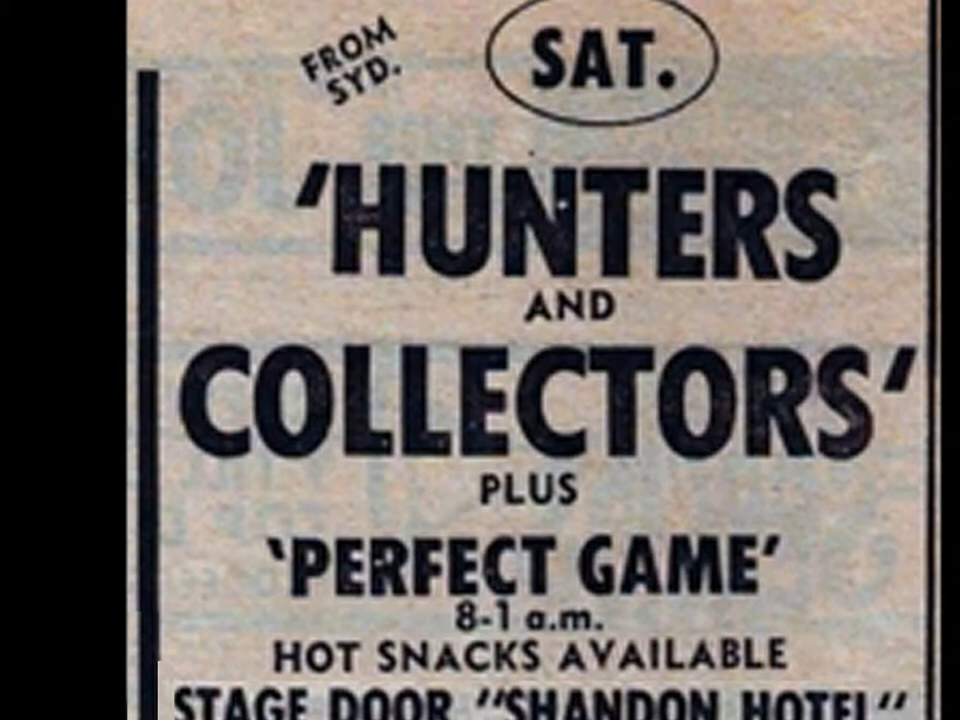 FROM
SYD.
SAT.
'HUNTERS
AND
COLLECTORS'
PLUS
'PERFECT GAME'
8-1 a.m.
HOT SNACKS AVAILABLE
STAGE DOOR "SHANDON HOTEL"